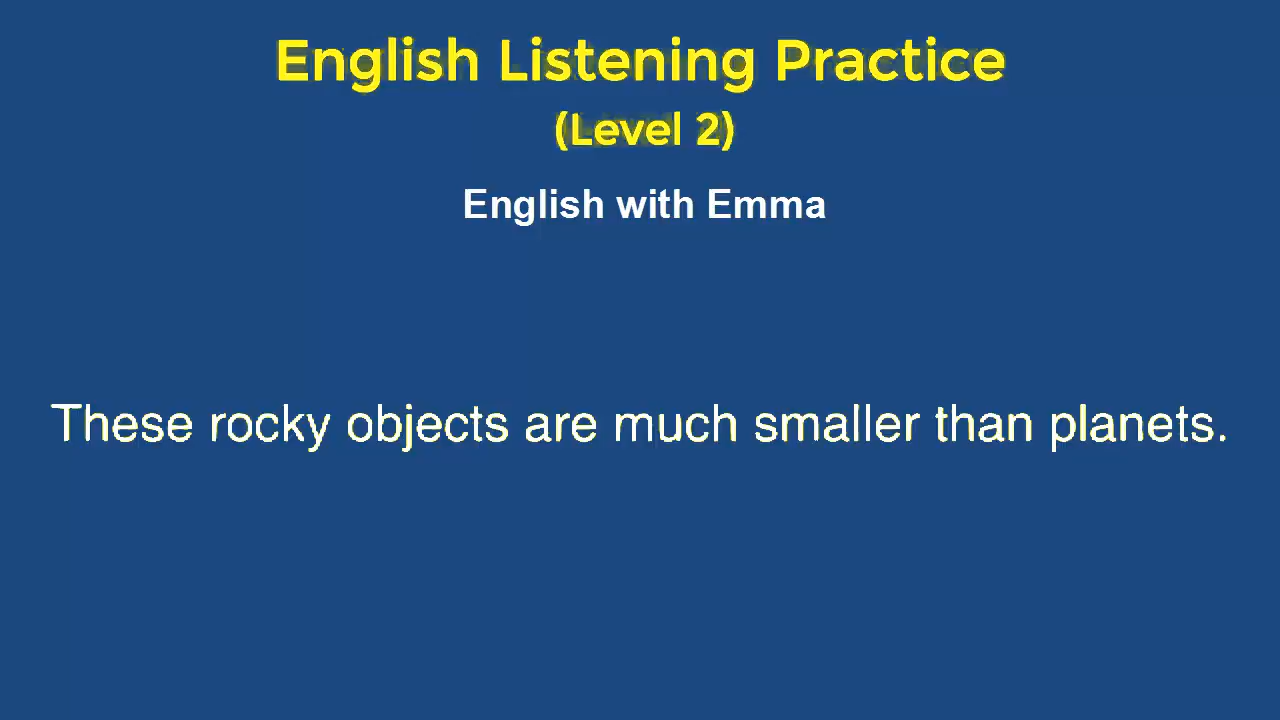 English Listening Practice
(Level 2)
English with Emma
These rocky objects are much smaller than planets.